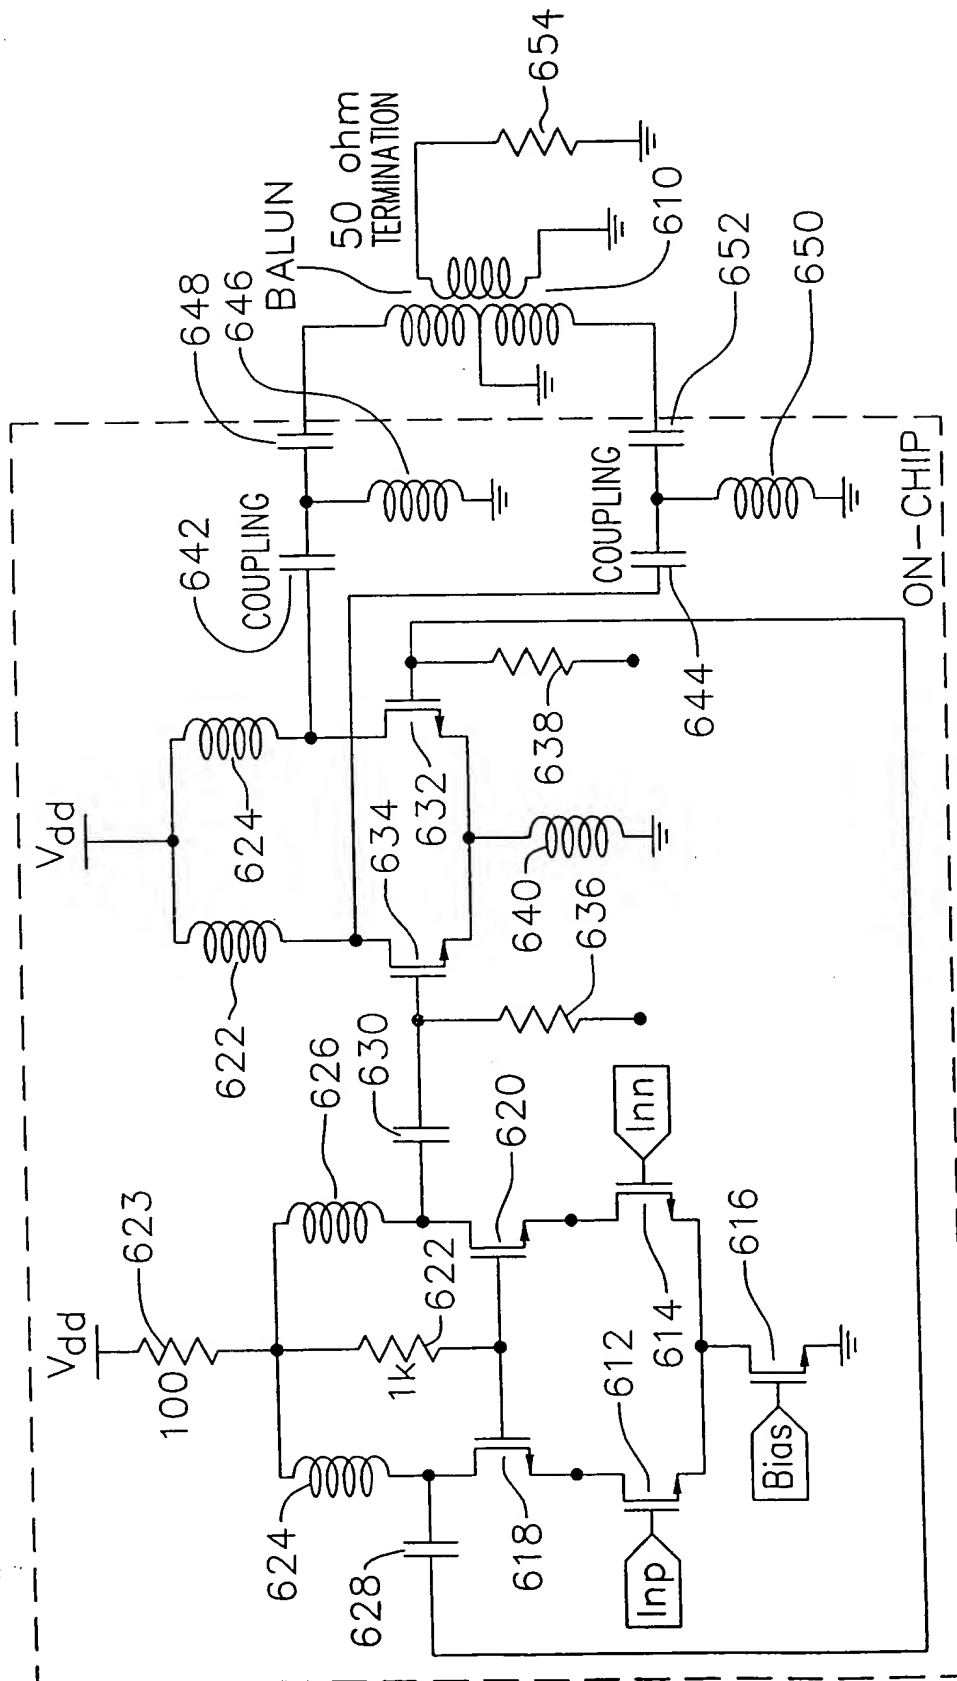 Vdd
100
623
624
622
1k
626
628
630
618
620
612
Inp
614
Inn
Bias
616
Vdd
622
624
634
632
636
638
640
642
COUPLING
COUPLING
644
648
646
BALUN
50 ohm
TERMINATION
654
610
652
650
ON-CHIP